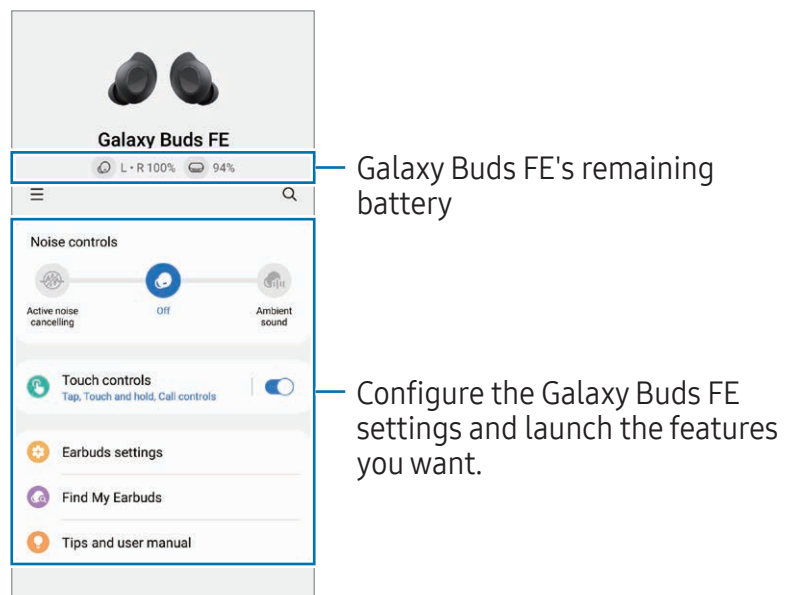 Galaxy Buds FE
L • R 100% 94%
Galaxy Buds FE's remaining
battery
Noise controls
Active noise
cancelling
Off
Ambient
sound
Touch controls
Tap, Touch and hold, Call controls
Configure the Galaxy Buds FE
settings and launch the features
you want.
Earbuds settings
Find My Earbuds
Tips and user manual